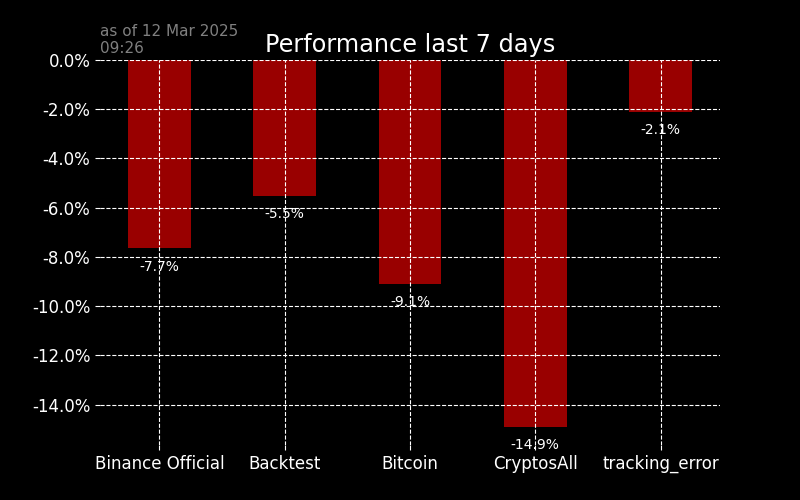 as of 12 Mar 2025
09:26
Performance last 7 days
0.0%
-2.0%
-4.0%
-6.0%
-8.0%
-10.0%
-12.0%
-14.0%
-7.7%
-5.5%
-9.1%
-14.9%
-2.1%
Binance Official
Backtest
Bitcoin
CryptosAll
tracking_error